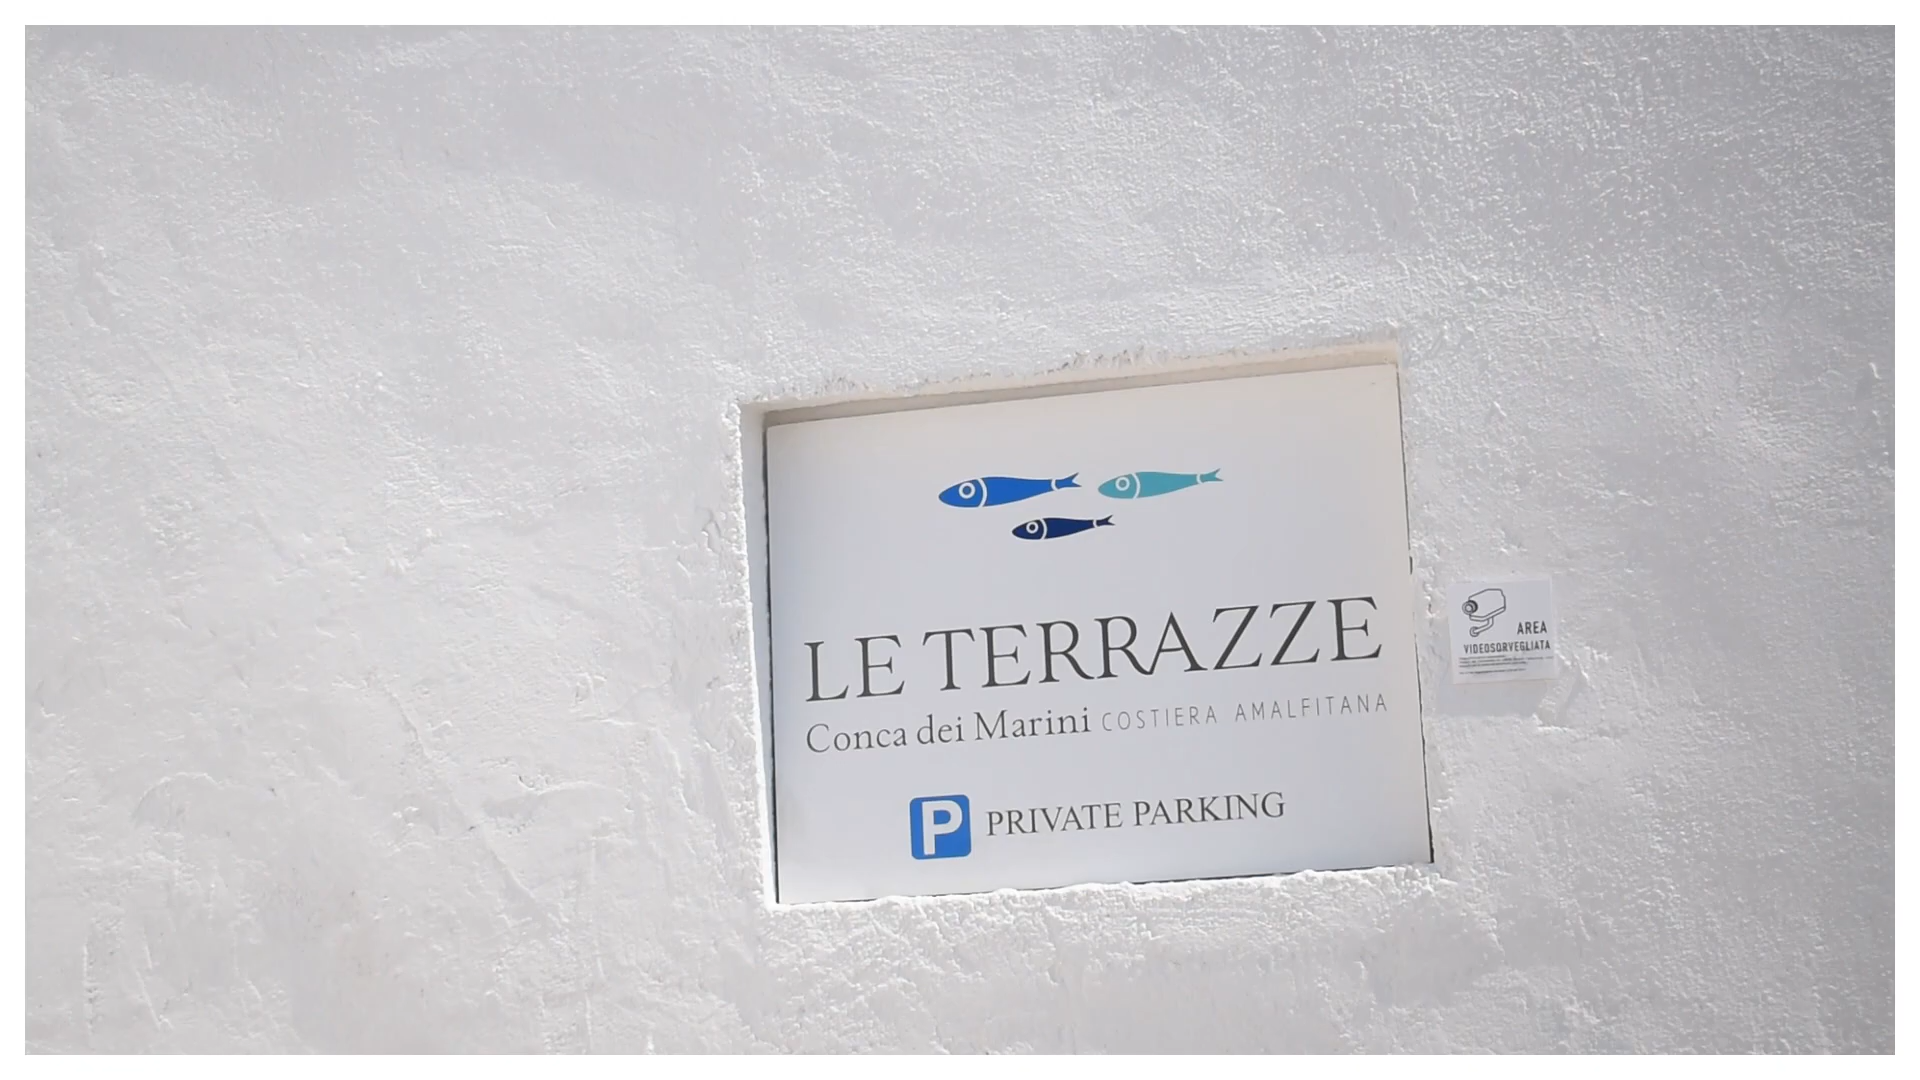 LE TERRAZZE
Conca dei Marini COSTIERA AMALFITANA
P PRIVATE PARKING
AREA
VIDEOSORVEGLIATA